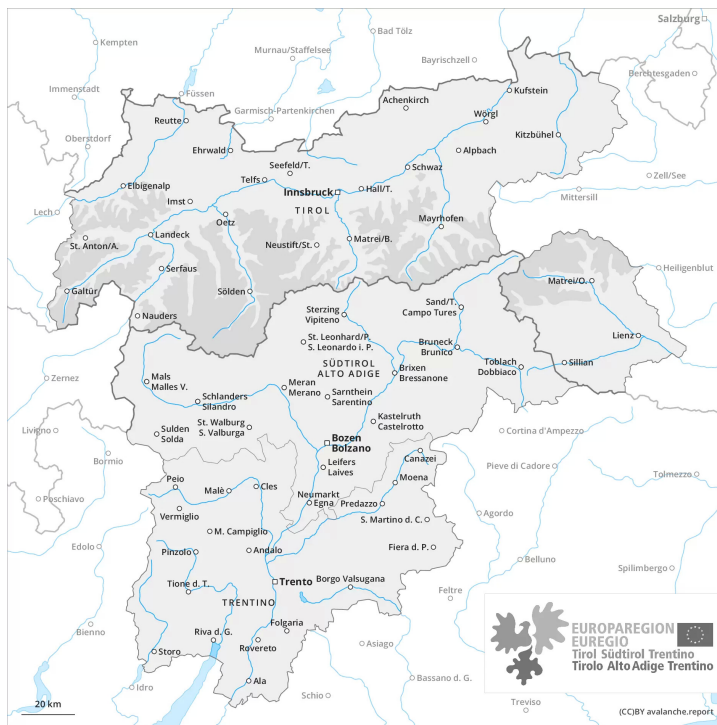 Salzburg
Kempten
Bad Tölz
Murnau/Staffelsee
Bayrischzell
Berchtesgaden
Immenstadt
Füssen
Kufstein
Achenkirch
Garmisch-Partenkirchen
Reutte
Wörgl
Kitzbühel
Oberstdorf
Ehrwald
Alpbach
Seefeld/T.
Schwaz
Telfs
Zell/See
Elbigenalp
Innsbruck
Hall/T.
Mittersill
Imst
TIROL
Lech
Oetz
Mayrhofen
Landeck
St. Anton/A.
Neustift/St.
Matrei/B.
Serfaus
Heiligenblut
Matrei/O.
Galtür
Sölden
Nauders
Sand/T.
Campo Tures
Sterzing
Vipiteno
Lienz
St. Leonhard/P.
S. Leonardo i. P.
Bruneck
Brunico
SÜDTIROL
ALTO ADIGE
Toblach
Dobbiaco
Sillian
Brixen
Bressanone
Zernez
Mals
Malles V.
Meran
Merano
Sarnthein
Sarentino
Schlanders
Silandro
Kastelruth
Castelrotto
St. Walburg
S. Valburga
Livigno
Sulden
Solda
Cortina d'Ampezzo
Bozen
Bolzano
Bormio
Canazei
Leifers
Laives
Pieve di Cadore
Tolmezzo
Peio
Malè
Cles
Moena
Poschiavo
Neumarkt
Egna
Predazzo
Vermiglio
S. Martino d. C.
Agordo
M. Campiglio
Edolo
Pinzolo
Andalo
Fiera d. P.
Belluno
Spilimbergo
Trento
Tione d. T.
Borgo Valsugana
Feltre
TRENTINO
Folgaria
Bienno
Riva d. G.
Rovereto
Asiago
Storo
Ala
Bassano d. G.
Idro
Schio
Treviso
EUROPAREGION
EUREGIO
Tirol Südtirol Trentino
Tirolo Alto Adige Trentino
20 km
(CC)BY avalanche.report